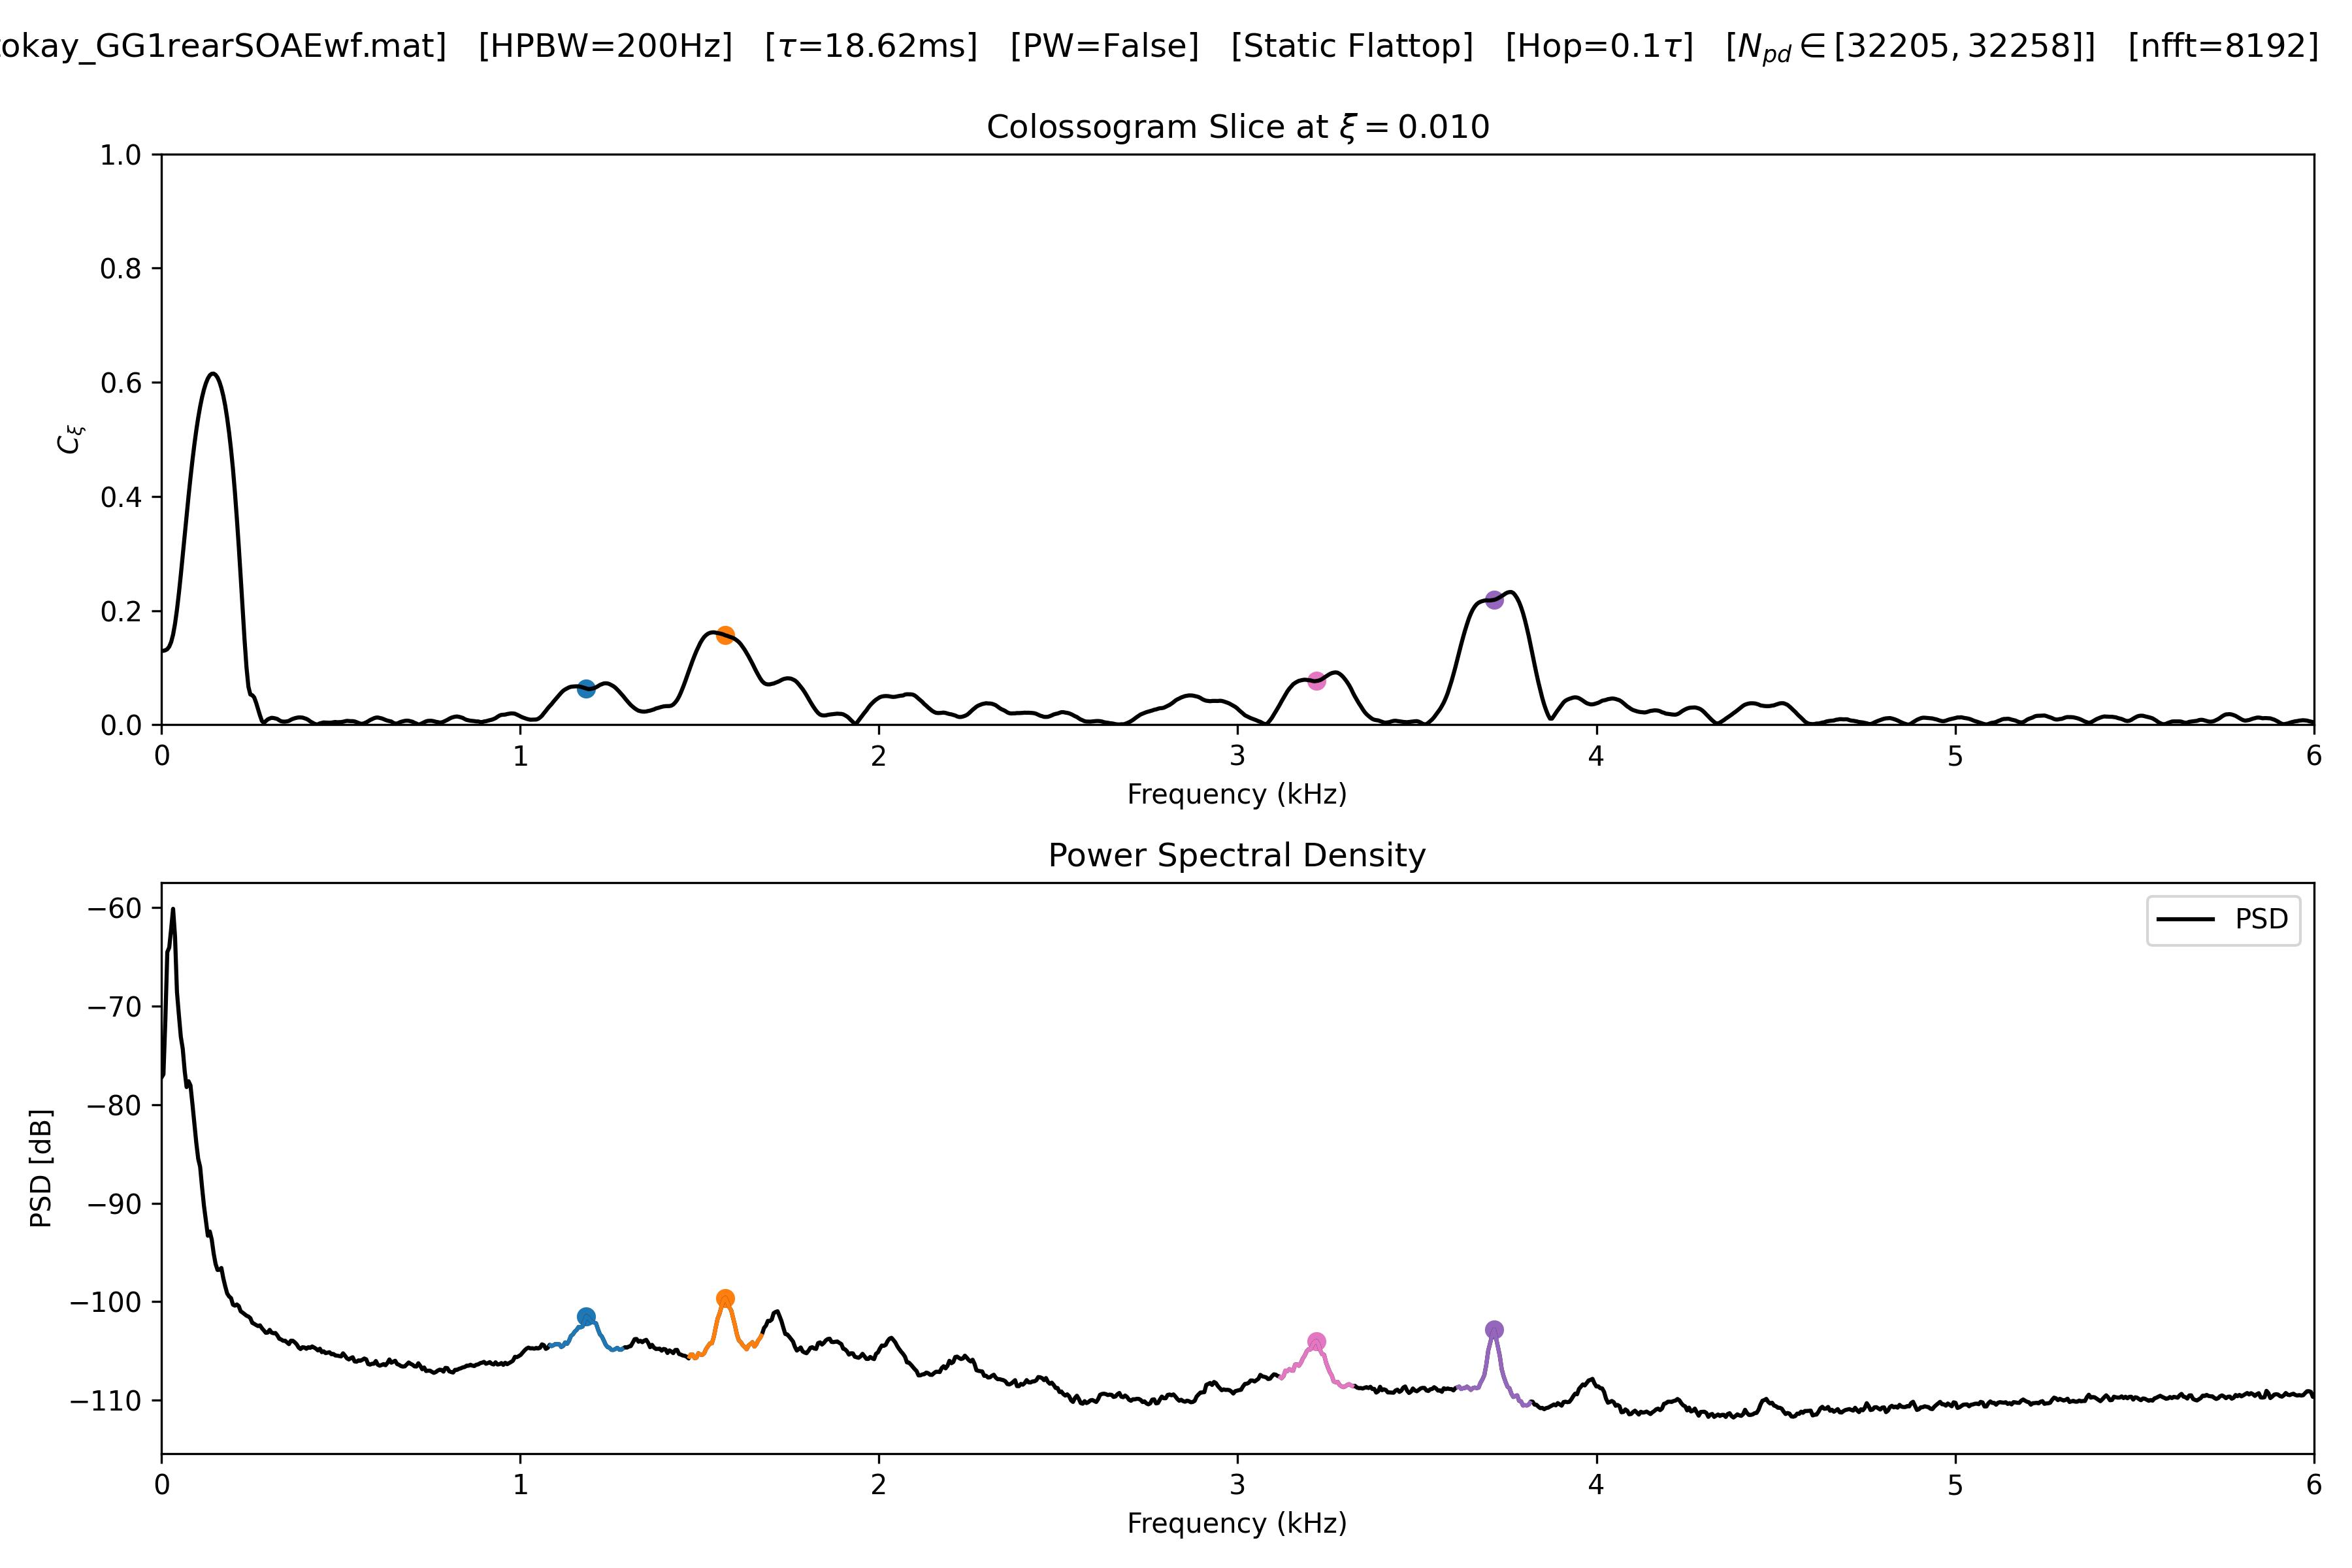 okay_GG1rearSOAEwf.mat] [HPBW=200Hz] [τ=18.62ms] [PW=False] [Static Flattop] [Hop=0.1τ] [N_pd ∈ [32205, 32258]] [nfft=8192]
Colossogram Slice at ξ = 0.010
1.0
0.8
0.6
0.4
0.2
0.0
C_ξ
0 1 2 3 4 5 6
Frequency (kHz)
Power Spectral Density
PSD
−60
−70
−80
−90
−100
−110
PSD [dB]
0 1 2 3 4 5 6
Frequency (kHz)